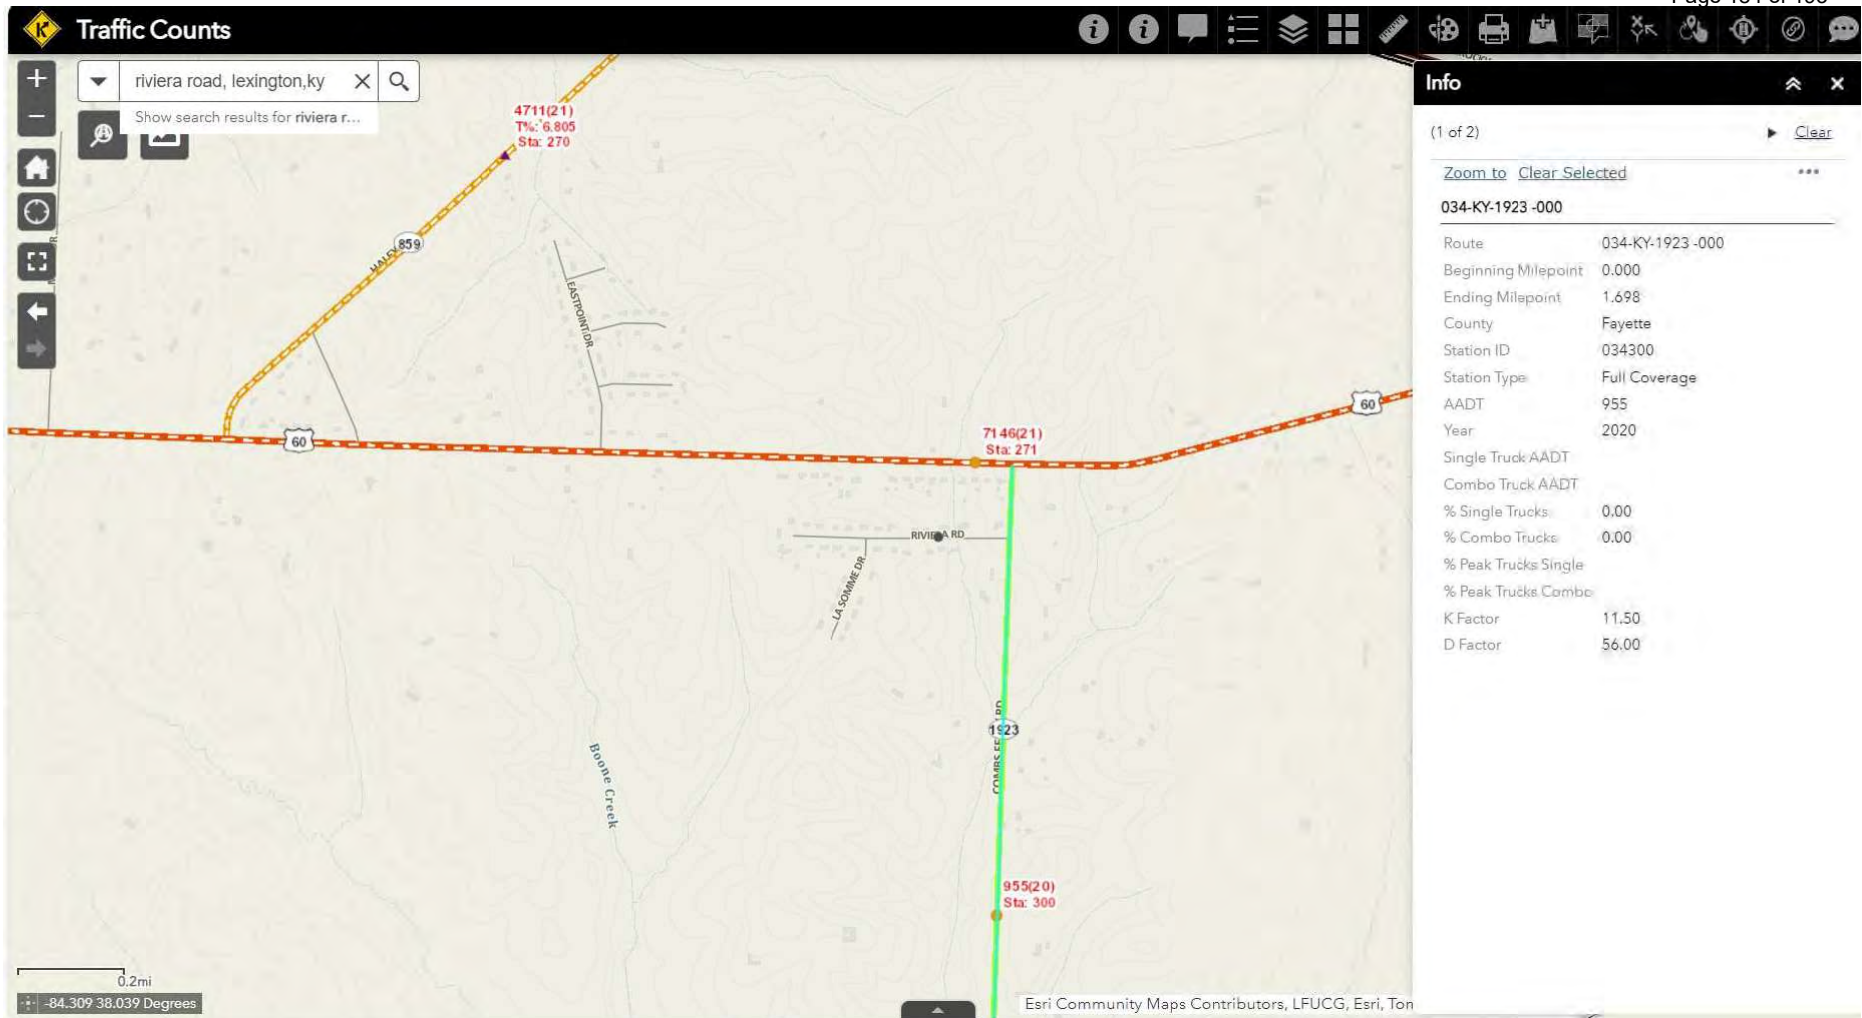 Traffic Counts
riviera road, lexington,ky
Show search results for riviera r...
4711(21)
T%: 6.805
Sta: 270
859
EASTPOINT DR
60
60
7146(21)
Sta: 271
RIVIERA RD
LA SOMME DR
1923
Boone Creek
955(20)
Sta: 300
0.2mi
-84.309 38.039 Degrees
Esri Community Maps Contributors, LFUCG, Esri, Tom
Info
(1 of 2)
Clear
Zoom to Clear Selected
034-KY-1923 -000
Route 034-KY-1923 -000
Beginning Milepoint 0.000
Ending Milepoint 1.698
County Fayette
Station ID 034300
Station Type Full Coverage
AADT 955
Year 2020
Single Truck AADT
Combo Truck AADT
% Single Trucks 0.00
% Combo Trucks 0.00
% Peak Trucks Single
% Peak Trucks Combo
K Factor 11.50
D Factor 56.00